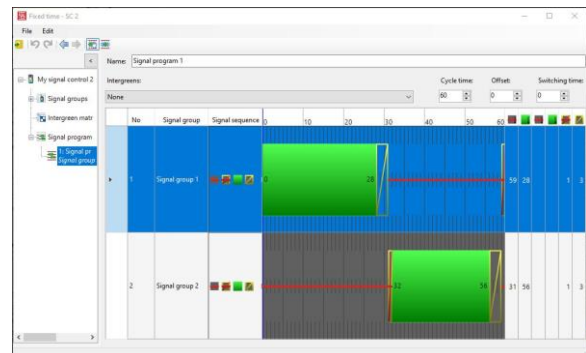 Fixed time - SC 2
File Edit
Name: Signal program 1
My signal control 2
Signal groups
Intergreen matr
Signal program
1: Signal pr
Signal group
Intergreens:
None
Cycle time: Offset: Switching time:
60 0 0
No Signal group Signal sequence 0 10 20 30 40 50 60
1 Signal group 1 0 28 59 28 1 3
2 Signal group 2 32 56 31 56 1 3